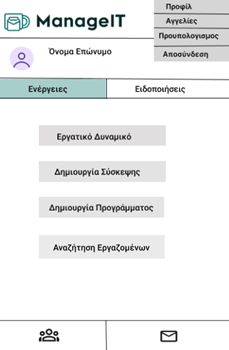 ManageIT
Προφίλ
Αγγελίες
Προυπολογισμος
Αποσύνδεση
Όνομα Επώνυμο
Ενέργειες
Ειδοποιήσεις
Εργατικό Δυναμικό
Δημιουργία Σύσκεψης
Δημιουργία Προγράμματος
Αναζήτηση Εργαζομένων